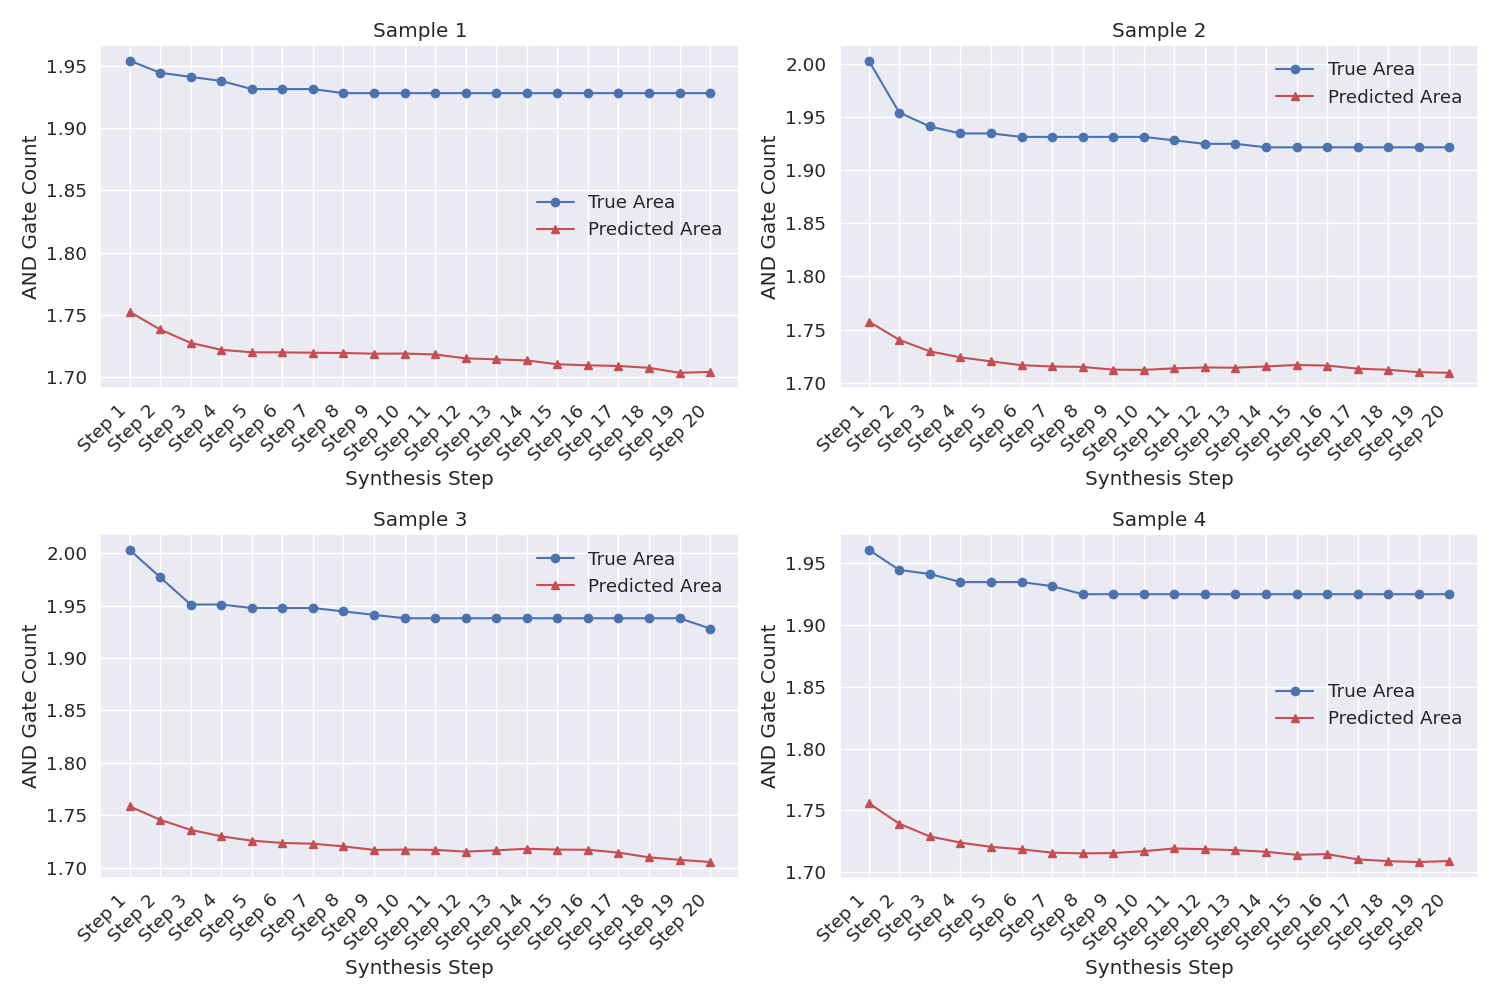 Sample 1
AND Gate Count
1.95
1.90
1.85
1.80
1.75
1.70
True Area
Predicted Area
Step 1
Step 2
Step 3
Step 4
Step 5
Step 6
Step 7
Step 8
Step 9
Step 10
Step 11
Step 12
Step 13
Step 14
Step 15
Step 16
Step 17
Step 18
Step 19
Step 20
Synthesis Step
Sample 2
AND Gate Count
2.00
1.95
1.90
1.85
1.80
1.75
1.70
True Area
Predicted Area
Step 1
Step 2
Step 3
Step 4
Step 5
Step 6
Step 7
Step 8
Step 9
Step 10
Step 11
Step 12
Step 13
Step 14
Step 15
Step 16
Step 17
Step 18
Step 19
Step 20
Synthesis Step
Sample 3
AND Gate Count
2.00
1.95
1.90
1.85
1.80
1.75
1.70
True Area
Predicted Area
Step 1
Step 2
Step 3
Step 4
Step 5
Step 6
Step 7
Step 8
Step 9
Step 10
Step 11
Step 12
Step 13
Step 14
Step 15
Step 16
Step 17
Step 18
Step 19
Step 20
Synthesis Step
Sample 4
AND Gate Count
1.95
1.90
1.85
1.80
1.75
1.70
True Area
Predicted Area
Step 1
Step 2
Step 3
Step 4
Step 5
Step 6
Step 7
Step 8
Step 9
Step 10
Step 11
Step 12
Step 13
Step 14
Step 15
Step 16
Step 17
Step 18
Step 19
Step 20
Synthesis Step